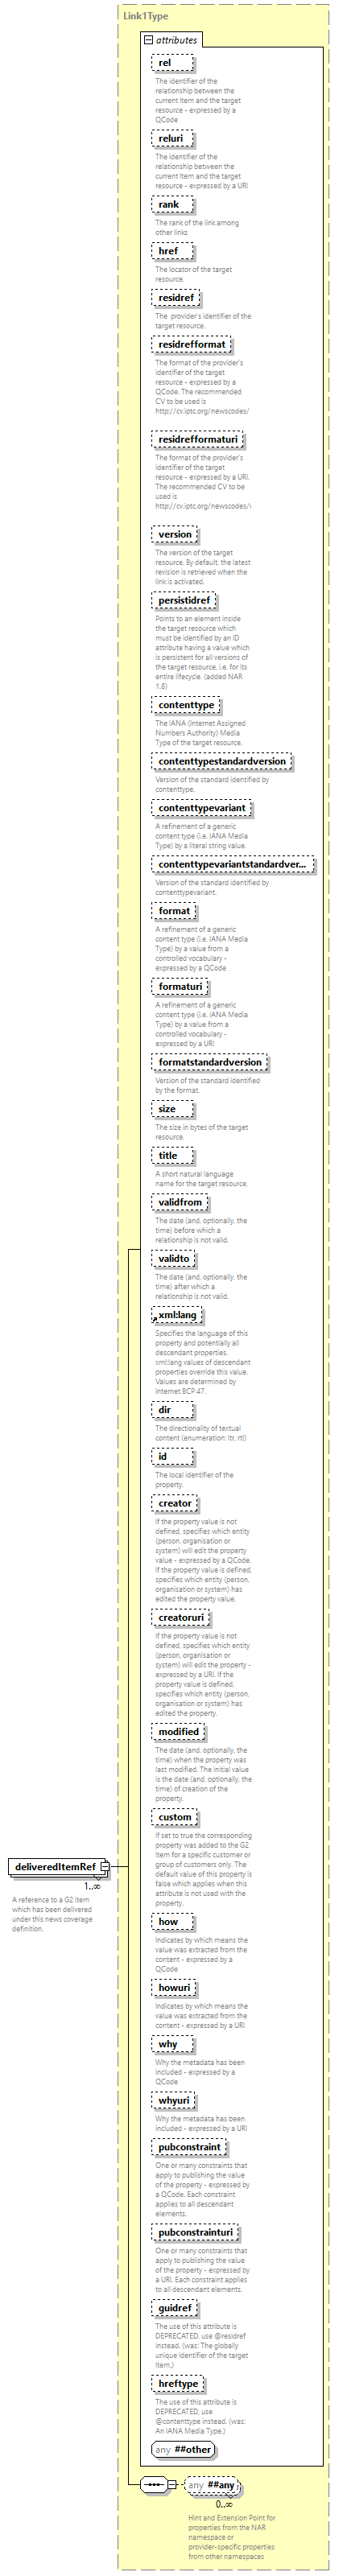 Link1Type
attributes
rel
The identifier of the
relationship between the
current item and the target
resource - expressed by a
QCode
reluri
The identifier of the
relationship between the
current item and the target
resource - expressed by a URI
rank
The rank of the link among
other links
href
The locator of the target
resource.
residref
The provider's identifier of the
target resource.
residrefformat
The format of the provider's
identifier of the target
resource - expressed by a
QCode. The recommended
CV to be used is
http://cv.iptc.org/newscodes/
residrefformaturi
The format of the provider's
identifier of the target
resource - expressed by a URI.
The recommended CV to be
used is
http://cv.iptc.org/newscodes/
version
The version of the target
resource. By default, the latest
revision is retrieved when the
link is activated.
persistidref
Points to an element inside
the target resource which
must be identified by an ID
attribute having a value which
is persistent for all versions of
the target resource, i.e. for its
entire lifecycle. (added NAR
1.8)
contenttype
The IANA (Internet Assigned
Numbers Authority) Media
Type of the target resource.
contenttypestandardversion
Version of the standard identified by
contenttype.
contenttypevariant
A refinement of a generic
content type (i.e. IANA Media
Type) by a literal string value.
contenttypevariantstandardver...
Version of the standard identified by
contenttypevariant.
format
A refinement of a generic
content type (i.e. IANA Media
Type) by a value from a
controlled vocabulary -
expressed by a QCode
formaturi
A refinement of a generic
content type (i.e. IANA Media
Type) by a value from a
controlled vocabulary -
expressed by a URI
formatstandardversion
Version of the standard identified
by the format.
size
The size in bytes of the target
resource.
title
A short natural language
name for the target resource.
validfrom
The date (and, optionally, the
time) before which a
relationship is not valid.
validto
The date (and, optionally, the
time) after which a
relationship is not valid.
xml:lang
Specifies the language of this
property and potentially all
descendant properties.
xml:lang values of descendant
properties override this value.
Values are determined by
Internet BCP 47.
dir
The directionality of textual
content (enumeration: ltr, rtl)
id
The local identifier of the
property.
creator
If the property value is not
defined, specifies which entity
(person, organisation or
system) will edit the property
value - expressed by a QCode.
If the property value is defined,
specifies which entity (person,
organisation or system) has
edited the property value.
creatoruri
If the property value is not
defined, specifies which entity
(person, organisation or
system) will edit the property -
expressed by a URI. If the
property value is defined,
specifies which entity (person,
organisation or system) has
edited the property.
modified
The date (and, optionally, the
time) when the property was
last modified. The initial value
is the date (and, optionally, the
time) of creation of the
property.
custom
If set to true the corresponding
property was added to the G2
Item for a specific customer or
group of customers only. The
default value of this property is
false which applies when this
attribute is not used with the
property.
deliveredItemRef
1..∞
A reference to a G2 item
which has been delivered
under this news coverage
definition.
how
Indicates by which means the
value was extracted from the
content - expressed by a
QCode
howuri
Indicates by which means the
value was extracted from the
content - expressed by a URI
why
Why the metadata has been
included - expressed by a
QCode
whyuri
Why the metadata has been
included - expressed by a URI
pubconstraint
One or many constraints that
apply to publishing the value
of the property - expressed by
a QCode. Each constraint
applies to all descendant
elements.
pubconstrainturi
One or many constraints that
apply to publishing the value
of the property - expressed by
a URI. Each constraint applies
to all descendant elements.
guidref
The use of this attribute is
DEPRECATED, use @residref
instead. (was: The globally
unique Identifier of the target
Item.)
hreftype
The use of this attribute is
DEPRECATED, use
@contenttype instead. (was:
An IANA Media Type.)
any ##other
any ##any
0..∞
Hint and Extension Point for
properties from the NAR
namespace or
provider-specific properties
from other namespaces